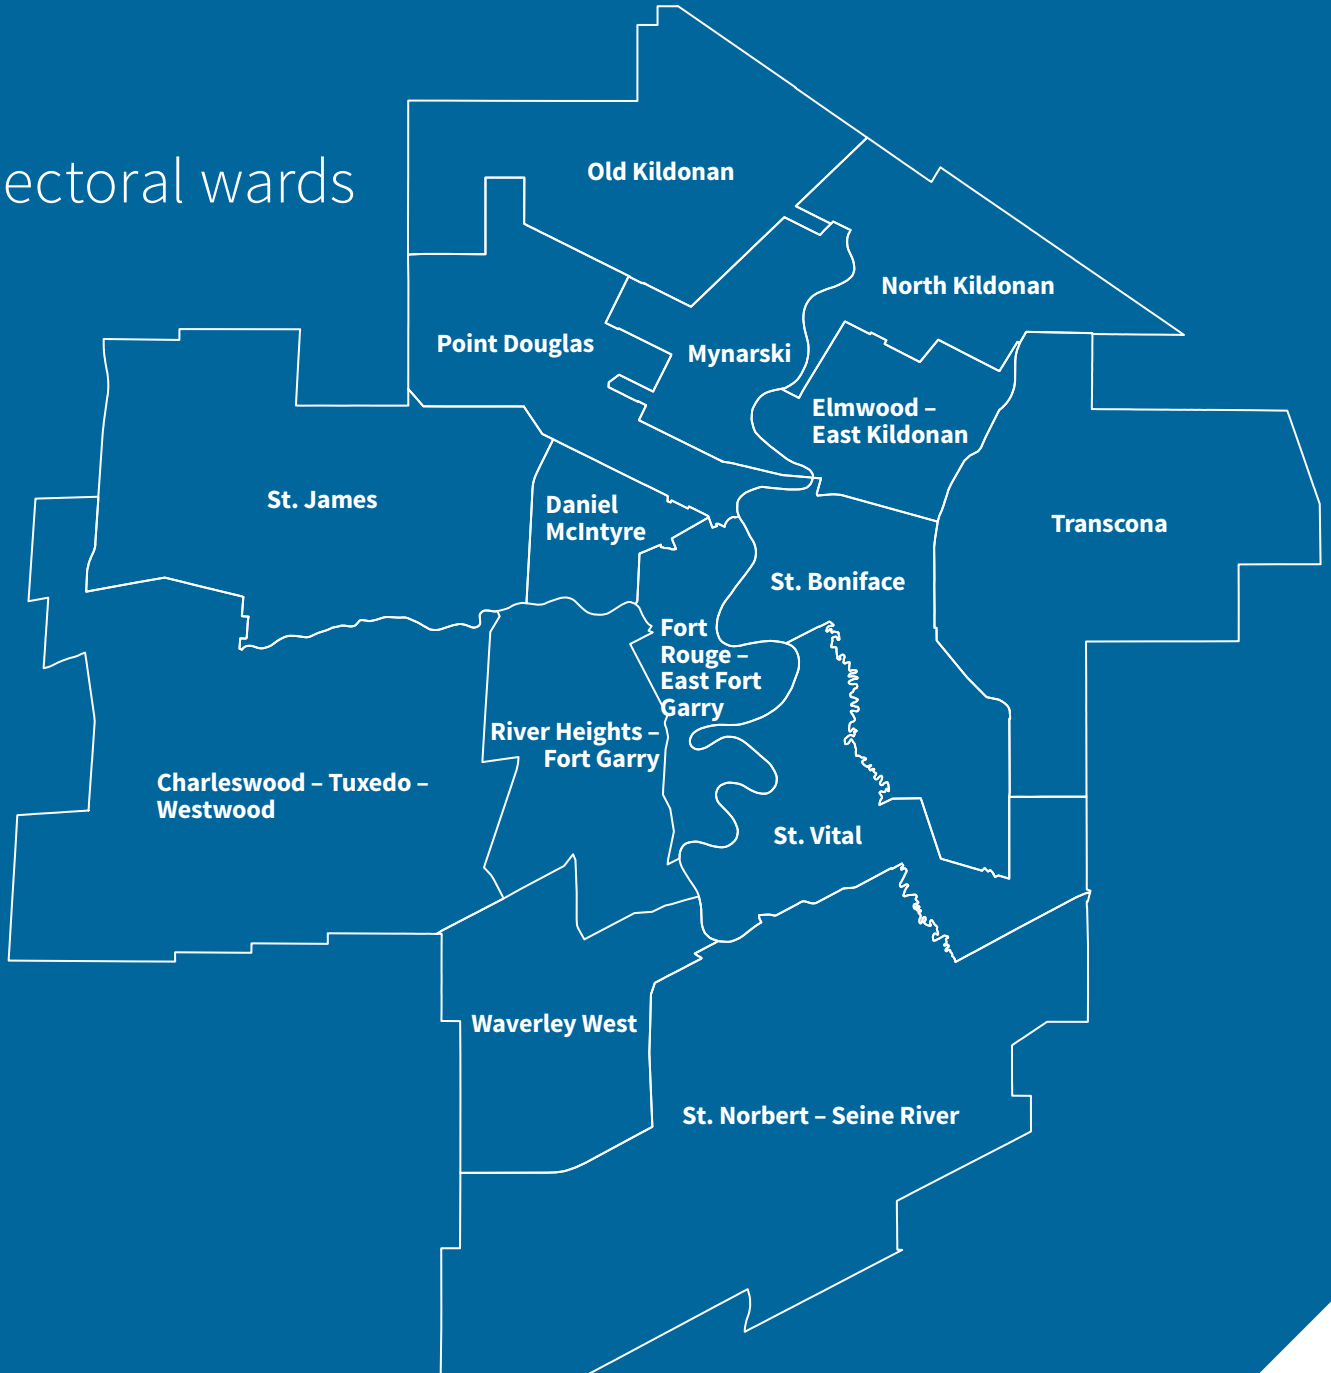 ectoral wards
Old Kildonan
North Kildonan
Point Douglas
Mynarski
Elmwood –
East Kildonan
St. James
Daniel
McIntyre
Transcona
St. Boniface
Fort
Rouge –
East Fort
Garry
River Heights –
Fort Garry
Charleswood – Tuxedo –
Westwood
St. Vital
Waverley West
St. Norbert – Seine River